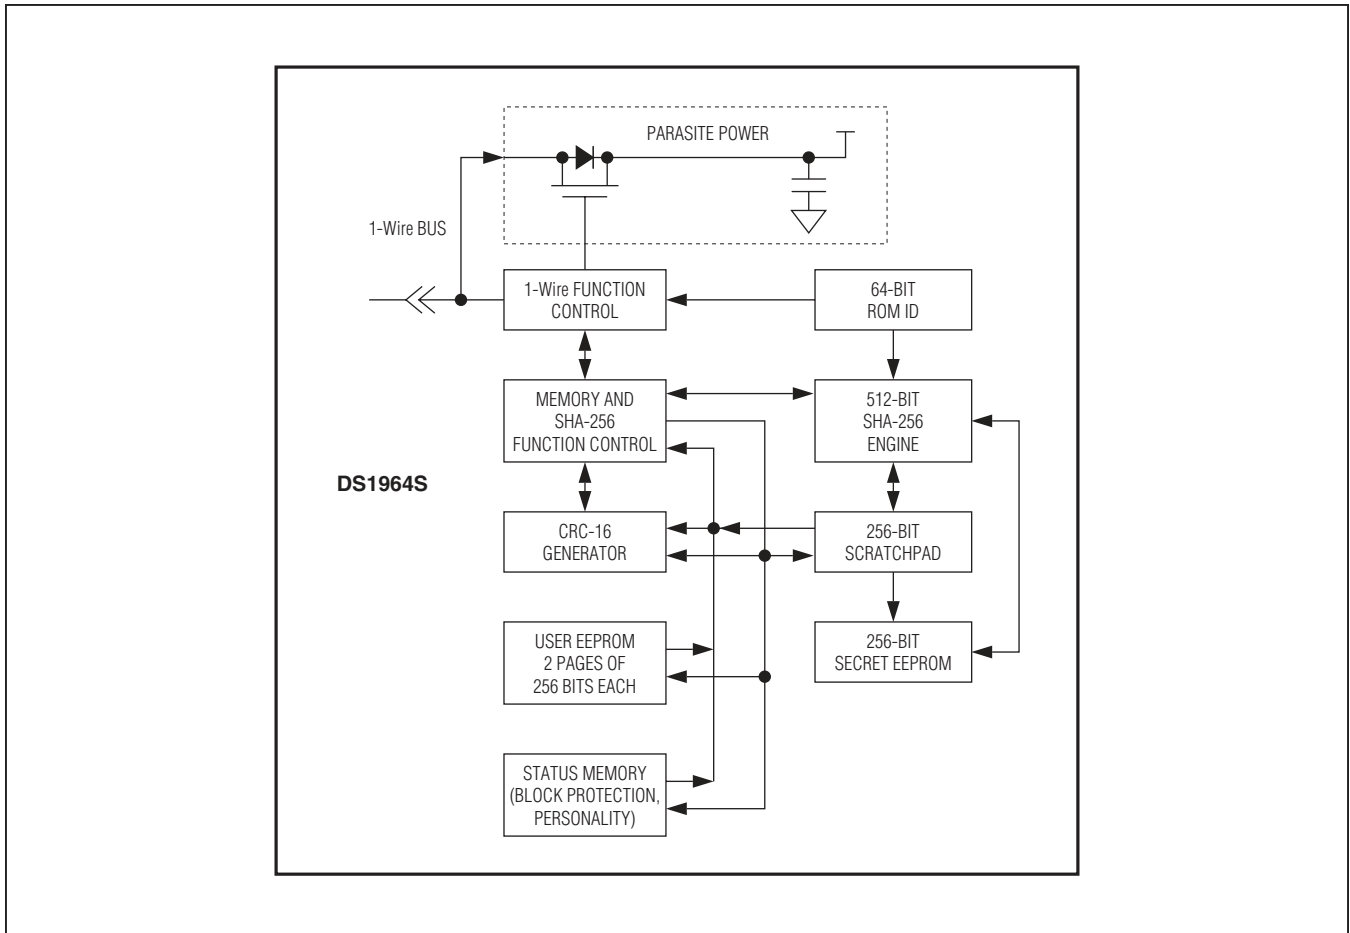 PARASITE POWER
1-Wire BUS
1-Wire FUNCTION
CONTROL
64-BIT
ROM ID
MEMORY AND
SHA-256
FUNCTION CONTROL
512-BIT
SHA-256
ENGINE
DS1964S
CRC-16
GENERATOR
256-BIT
SCRATCHPAD
USER EEPROM
2 PAGES OF
256 BITS EACH
256-BIT
SECRET EEPROM
STATUS MEMORY
(BLOCK PROTECTION,
PERSONALITY)